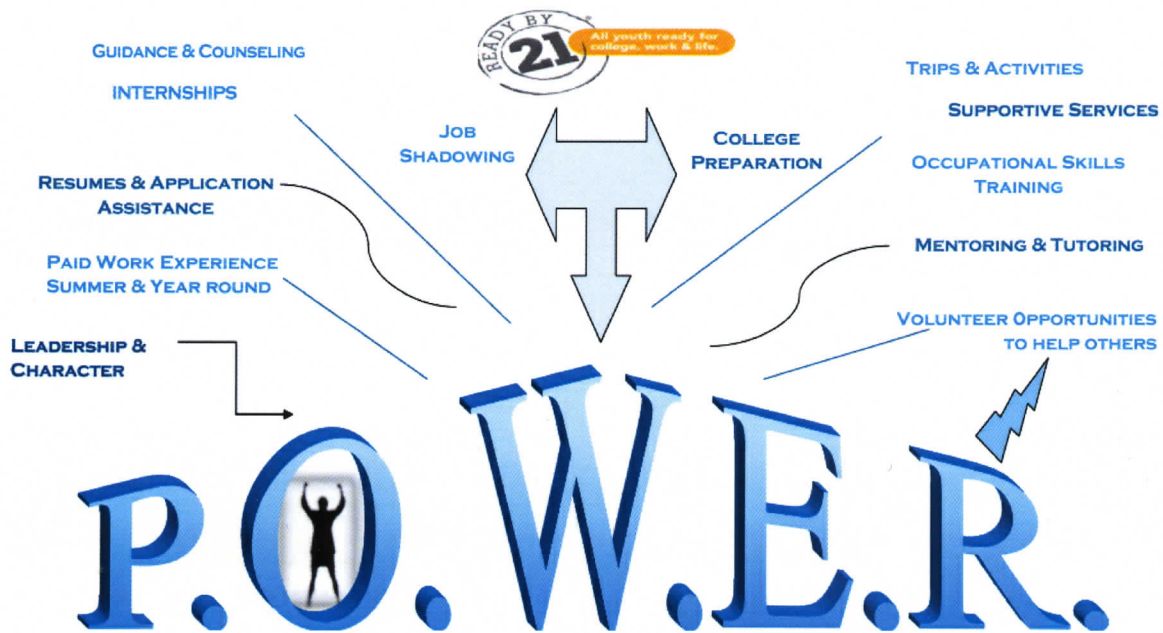 READY BY
21
All youth ready for
college, work & life.
GUIDANCE & COUNSELING
INTERNSHIPS
TRIPS & ACTIVITIES
SUPPORTIVE SERVICES
JOB
SHADOWING
COLLEGE
PREPARATION
OCCUPATIONAL SKILLS
TRAINING
RESUMES & APPLICATION
ASSISTANCE
MENTORING & TUTORING
PAID WORK EXPERIENCE
SUMMER & YEAR ROUND
VOLUNTEER OPPORTUNITIES
TO HELP OTHERS
LEADERSHIP &
CHARACTER
P.O.W.E.R.